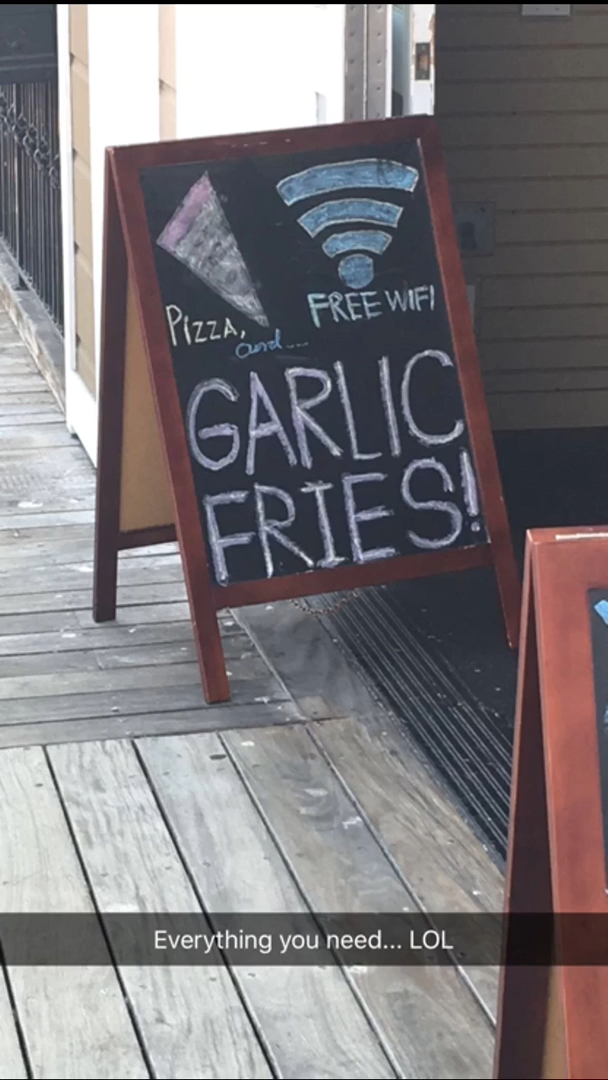 Pizza,
FREE WIFI
and...
GARLIC
FRIES!
Everything you need... LOL